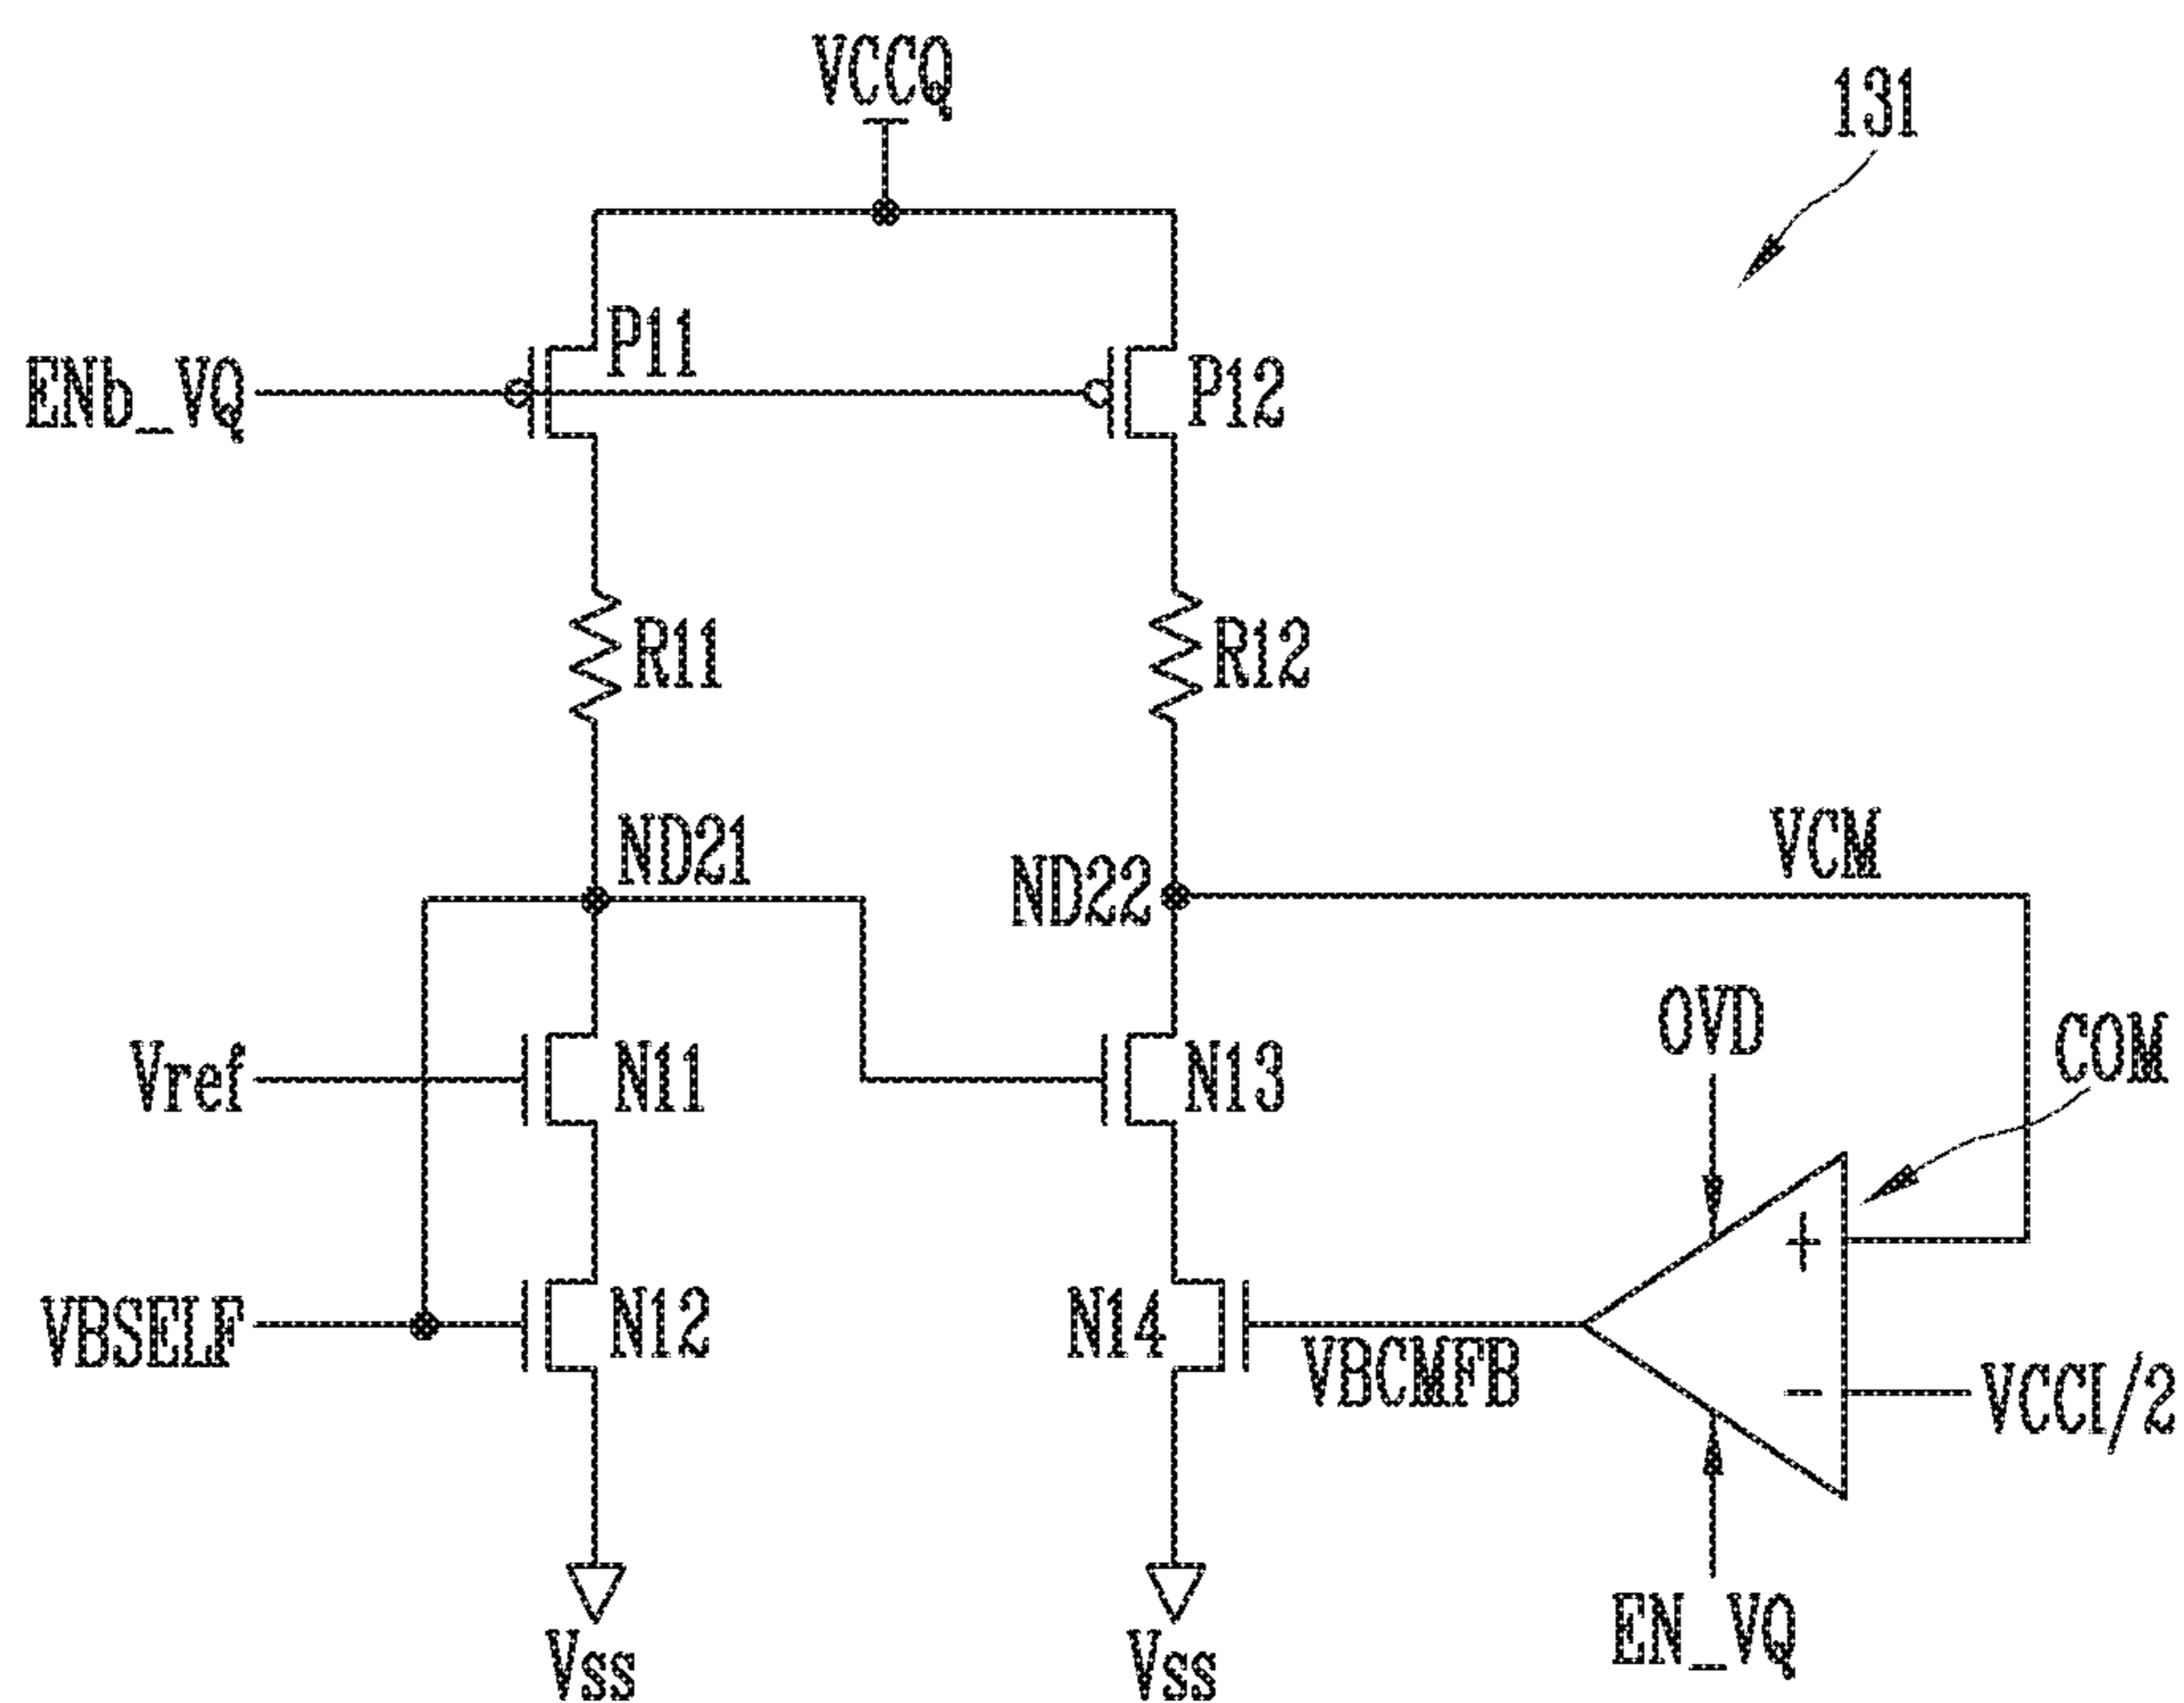 VCCQ
131
P11
ENb_VQ
P12
R11
R12
ND21
VCM
ND22
OVD
COM
Vref
N11
N13
+
VBSELF
N12
N14
VBCMFB
-
VCCI/2
EN_VQ
Vss
Vss